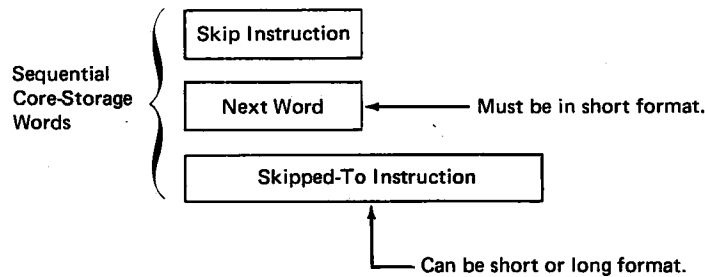 Skip Instruction
Sequential
Core-Storage
Words
Next Word
Must be in short format.
Skipped-To Instruction
Can be short or long format.